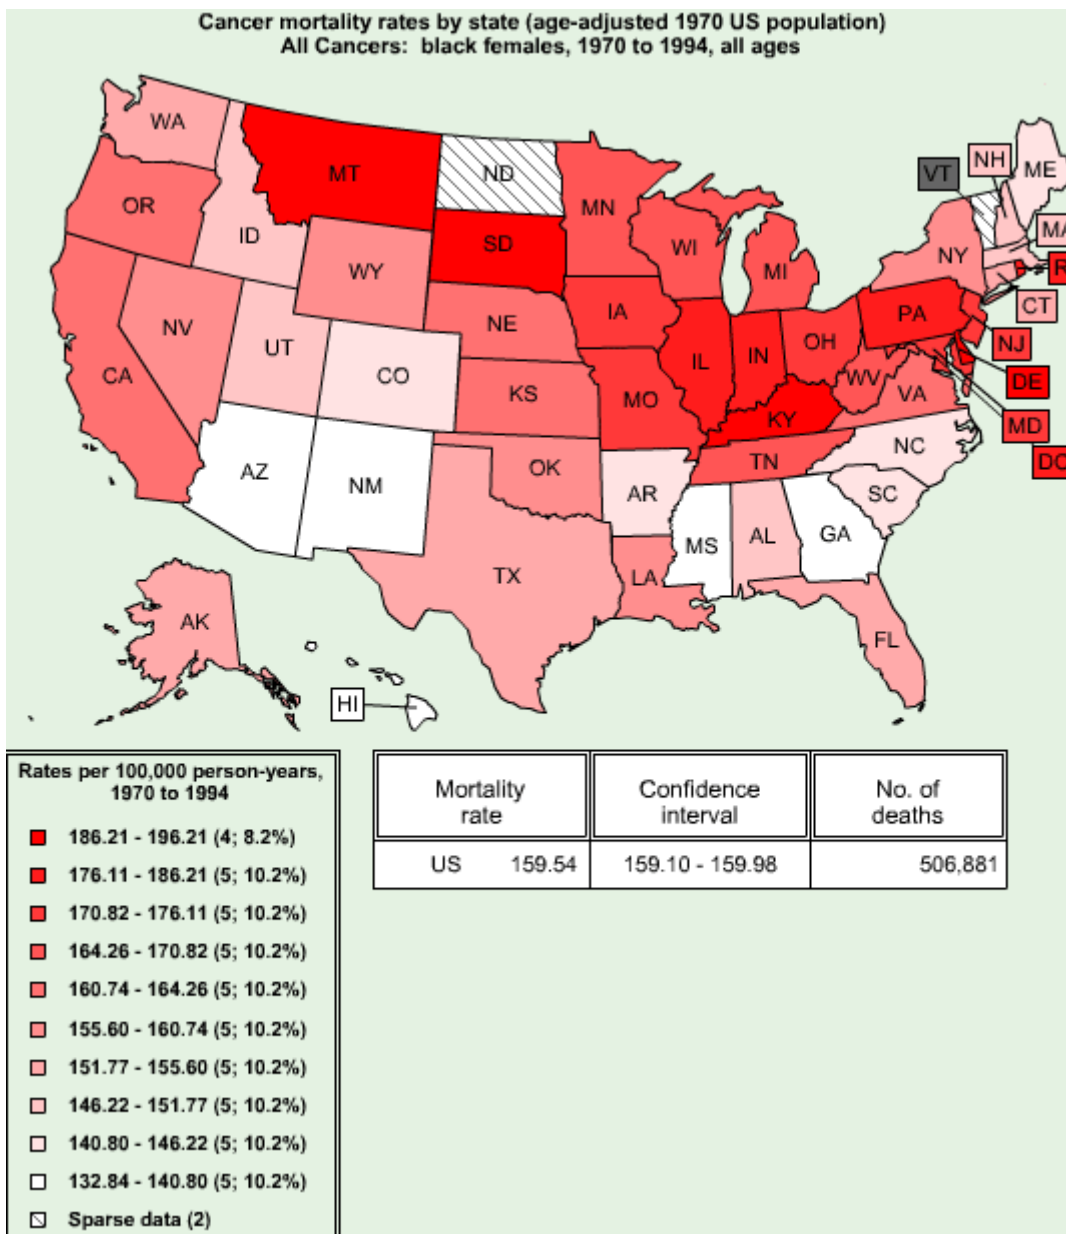 Cancer mortality rates by state (age-adjusted 1970 US population)
All Cancers: black females, 1970 to 1994, all ages
WA
MT
ND
MN
VT
NH
ME
OR
ID
SD
WI
MI
NY
MA
WY
R
CT
NV
NE
IA
PA
NJ
UT
CO
IL
IN
OH
DE
CA
KS
MO
WV
VA
MD
KY
DC
AZ
NM
OK
TN
NC
AR
SC
MS
AL
GA
TX
LA
AK
FL
HI
Rates per 100,000 person-years,
1970 to 1994
186.21 - 196.21 (4; 8.2%)
176.11 - 186.21 (5; 10.2%)
170.82 - 176.11 (5; 10.2%)
164.26 - 170.82 (5; 10.2%)
160.74 - 164.26 (5; 10.2%)
155.60 - 160.74 (5; 10.2%)
151.77 - 155.60 (5; 10.2%)
146.22 - 151.77 (5; 10.2%)
140.80 - 146.22 (5; 10.2%)
132.84 - 140.80 (5; 10.2%)
Sparse data (2)
Mortality rate Confidence interval No. of deaths
US 159.54 159.10 - 159.98 506,881